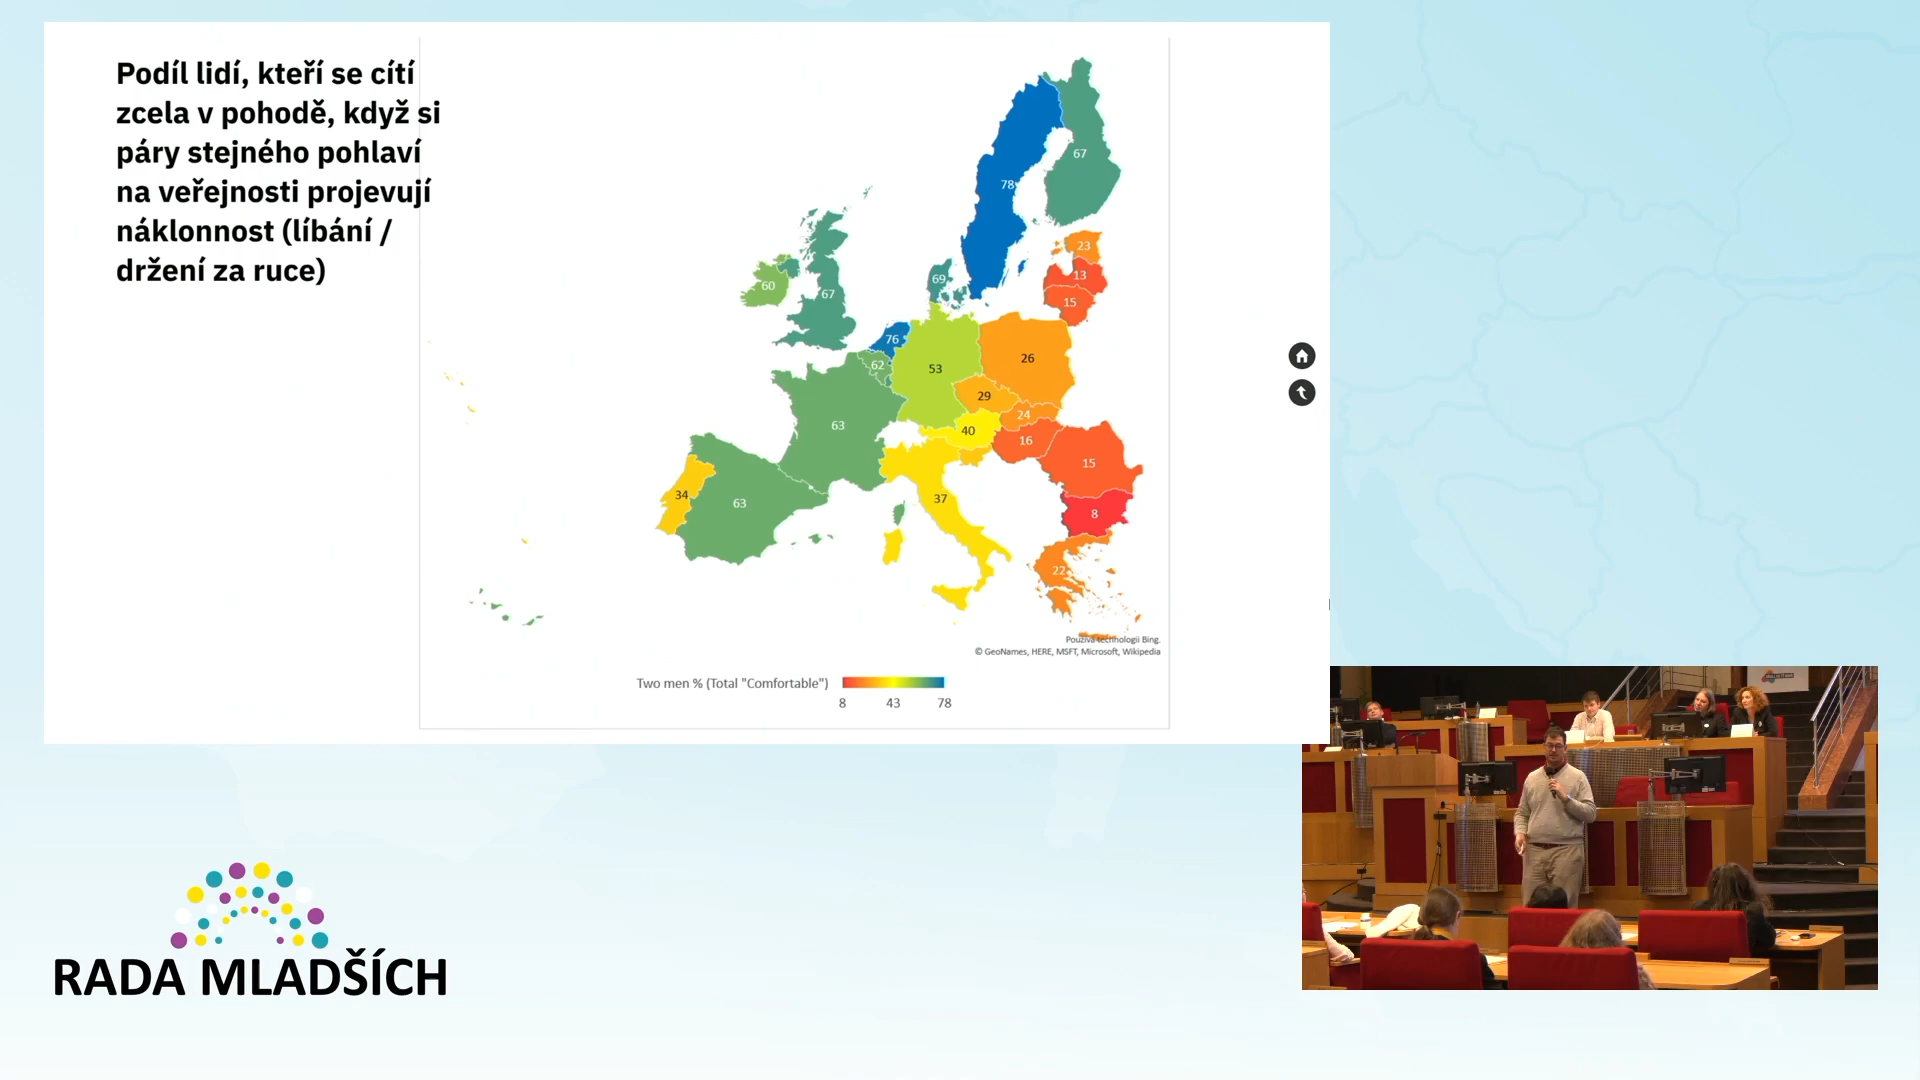 Podíl lidí, kteří se cítí
zcela v pohodě, když si
páry stejného pohlaví
na veřejnosti projevují
náklonnost (líbání /
držení za ruce)
67
78
23
13
15
60
67
69
76
62
53
26
29
24
40
16
63
15
37
34
63
8
22
Používá technologii Bing.
© GeoNames, HERE, MSFT, Microsoft, Wikipedia
Two men % (Total "Comfortable")
8 43 78
RADA MLADŠÍCH